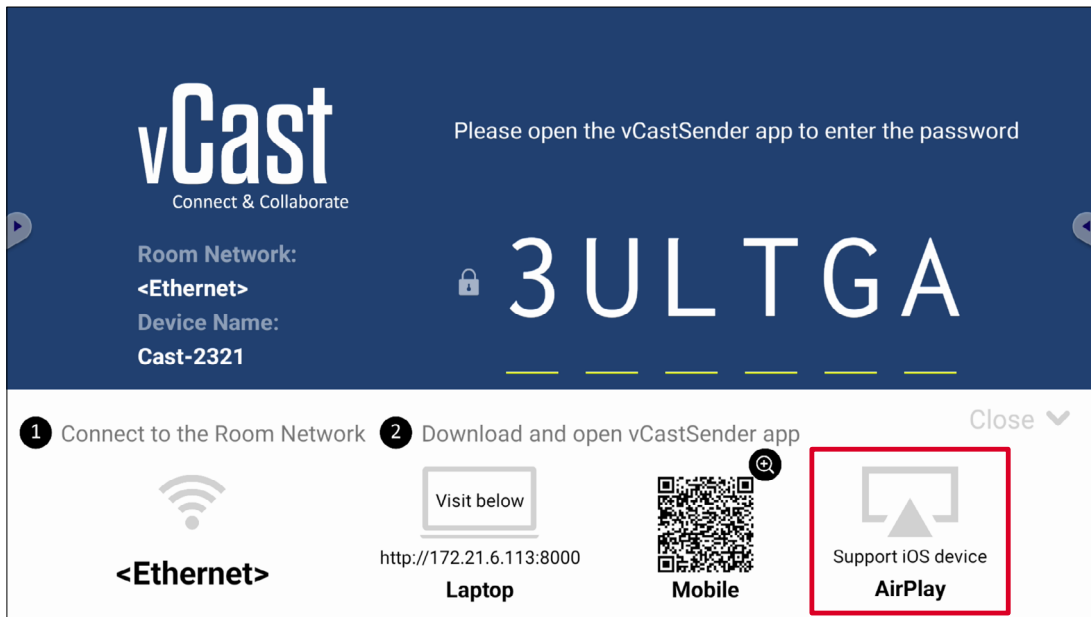 vCast
Connect & Collaborate
Please open the vCastSender app to enter the password
Room Network:
<Ethernet>
Device Name:
Cast-2321
3ULTGA
Close
1 Connect to the Room Network
2 Download and open vCastSender app
<Ethernet>
Visit below
http://172.21.6.113:8000
Laptop
Mobile
Support iOS device
AirPlay